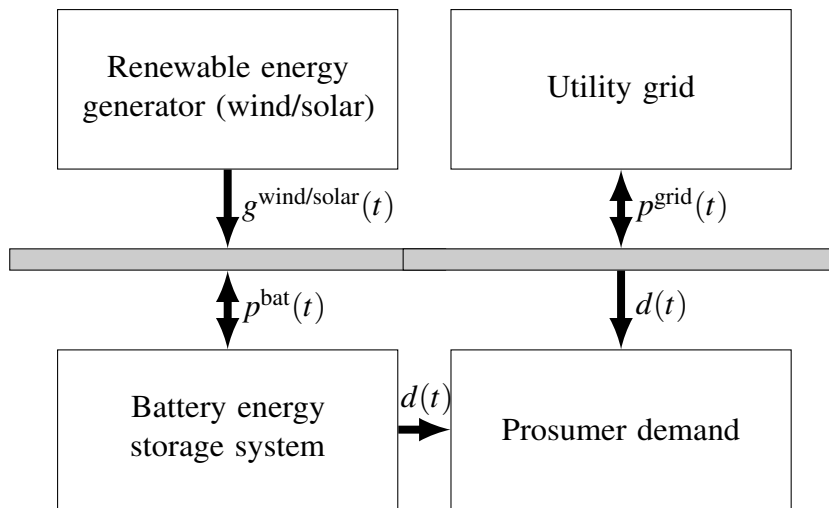 Renewable energy
generator (wind/solar)
Utility grid
g^wind/solar(t)
p^grid(t)
p^bat(t)
d(t)
Battery energy
storage system
d(t)
Prosumer demand